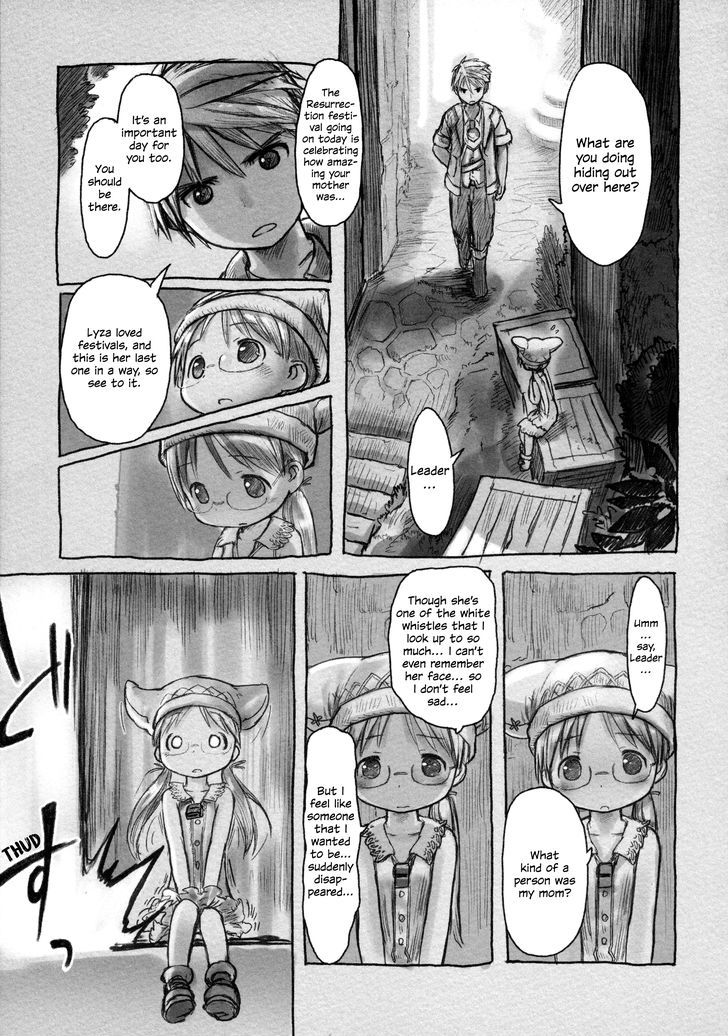 What are
you doing
hiding out
over here?
Leader
...
The
Resurrec-
tion festi-
val going
on today is
celebrating
how amaz-
ing your
mother
was...
It's an
important
day for
you too.
You
should
be
there.
Lyza loved
festivals, and
this is her last
one in a way, so
see to it.
Umm
...
say,
Leader
...
What
kind of a
person was
my mom?
Though she's
one of the white
whistles that I
look up to so
much... I can't
even remember
her face... so
I don't feel
sad...
But I
feel like
someone
that I
wanted to
be...
suddenly
disap-
peared...
THUD
ドすっ